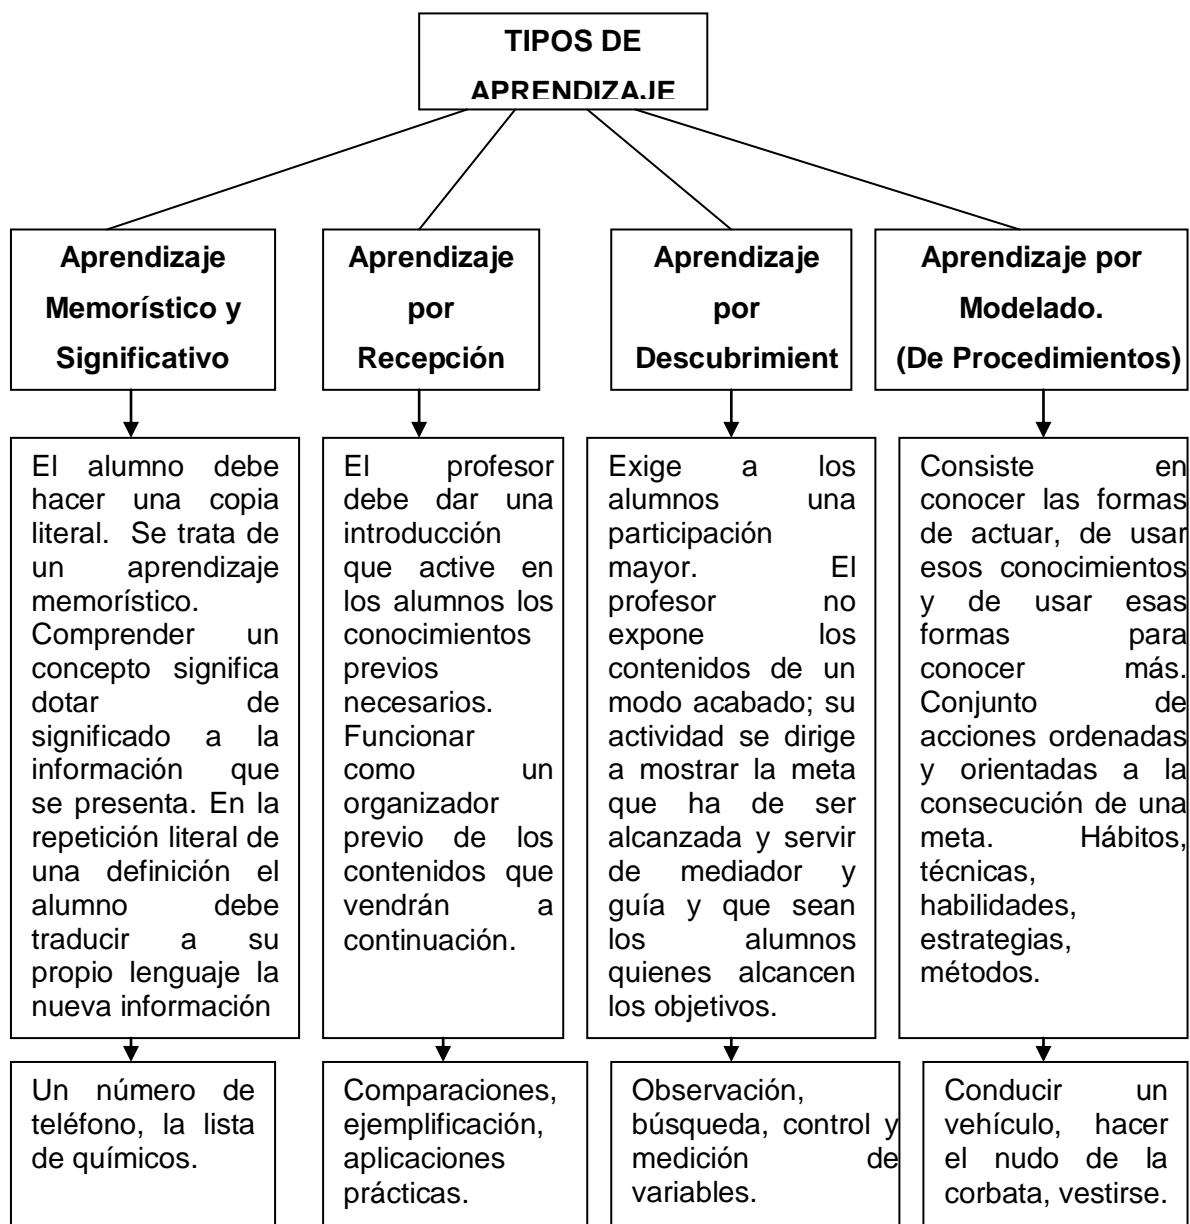 TIPOS DE
APRENDIZAJE
Aprendizaje
Memorístico y
Significativo
Aprendizaje
por
Recepción
Aprendizaje
por
Descubrimient
Aprendizaje por
Modelado.
(De Procedimientos)
El alumno debe
hacer una copia
literal. Se trata de
un aprendizaje
memorístico.
Comprender un
concepto significa
dotar de
significado a la
información que
se presenta. En la
repetición literal de
una definición el
alumno debe
traducir a su
propio lenguaje la
nueva información
El profesor
debe dar una
introducción
que active en
los alumnos los
conocimientos
previos
necesarios.
Funcionar
como un
organizador
previo de los
contenidos que
vendrán a
continuación.
Exige a los
alumnos una
participación
mayor. El
profesor no
expone los
contenidos de un
modo acabado; su
actividad se dirige
a mostrar la meta
que ha de ser
alcanzada y servir
de mediador y
guía y que sean
los alumnos
quienes alcancen
los objetivos.
Consiste en
conocer las formas
de actuar, de usar
esos conocimientos
y de usar esas
formas para
conocer más.
Conjunto de
acciones ordenadas
y orientadas a la
consecución de una
meta. Hábitos,
técnicas,
habilidades,
estrategias,
métodos.
Un número de
teléfono, la lista
de químicos.
Comparaciones,
ejemplificación,
aplicaciones
prácticas.
Observación,
búsqueda, control y
medición de
variables.
Conducir un
vehículo, hacer
el nudo de la
corbata, vestirse.